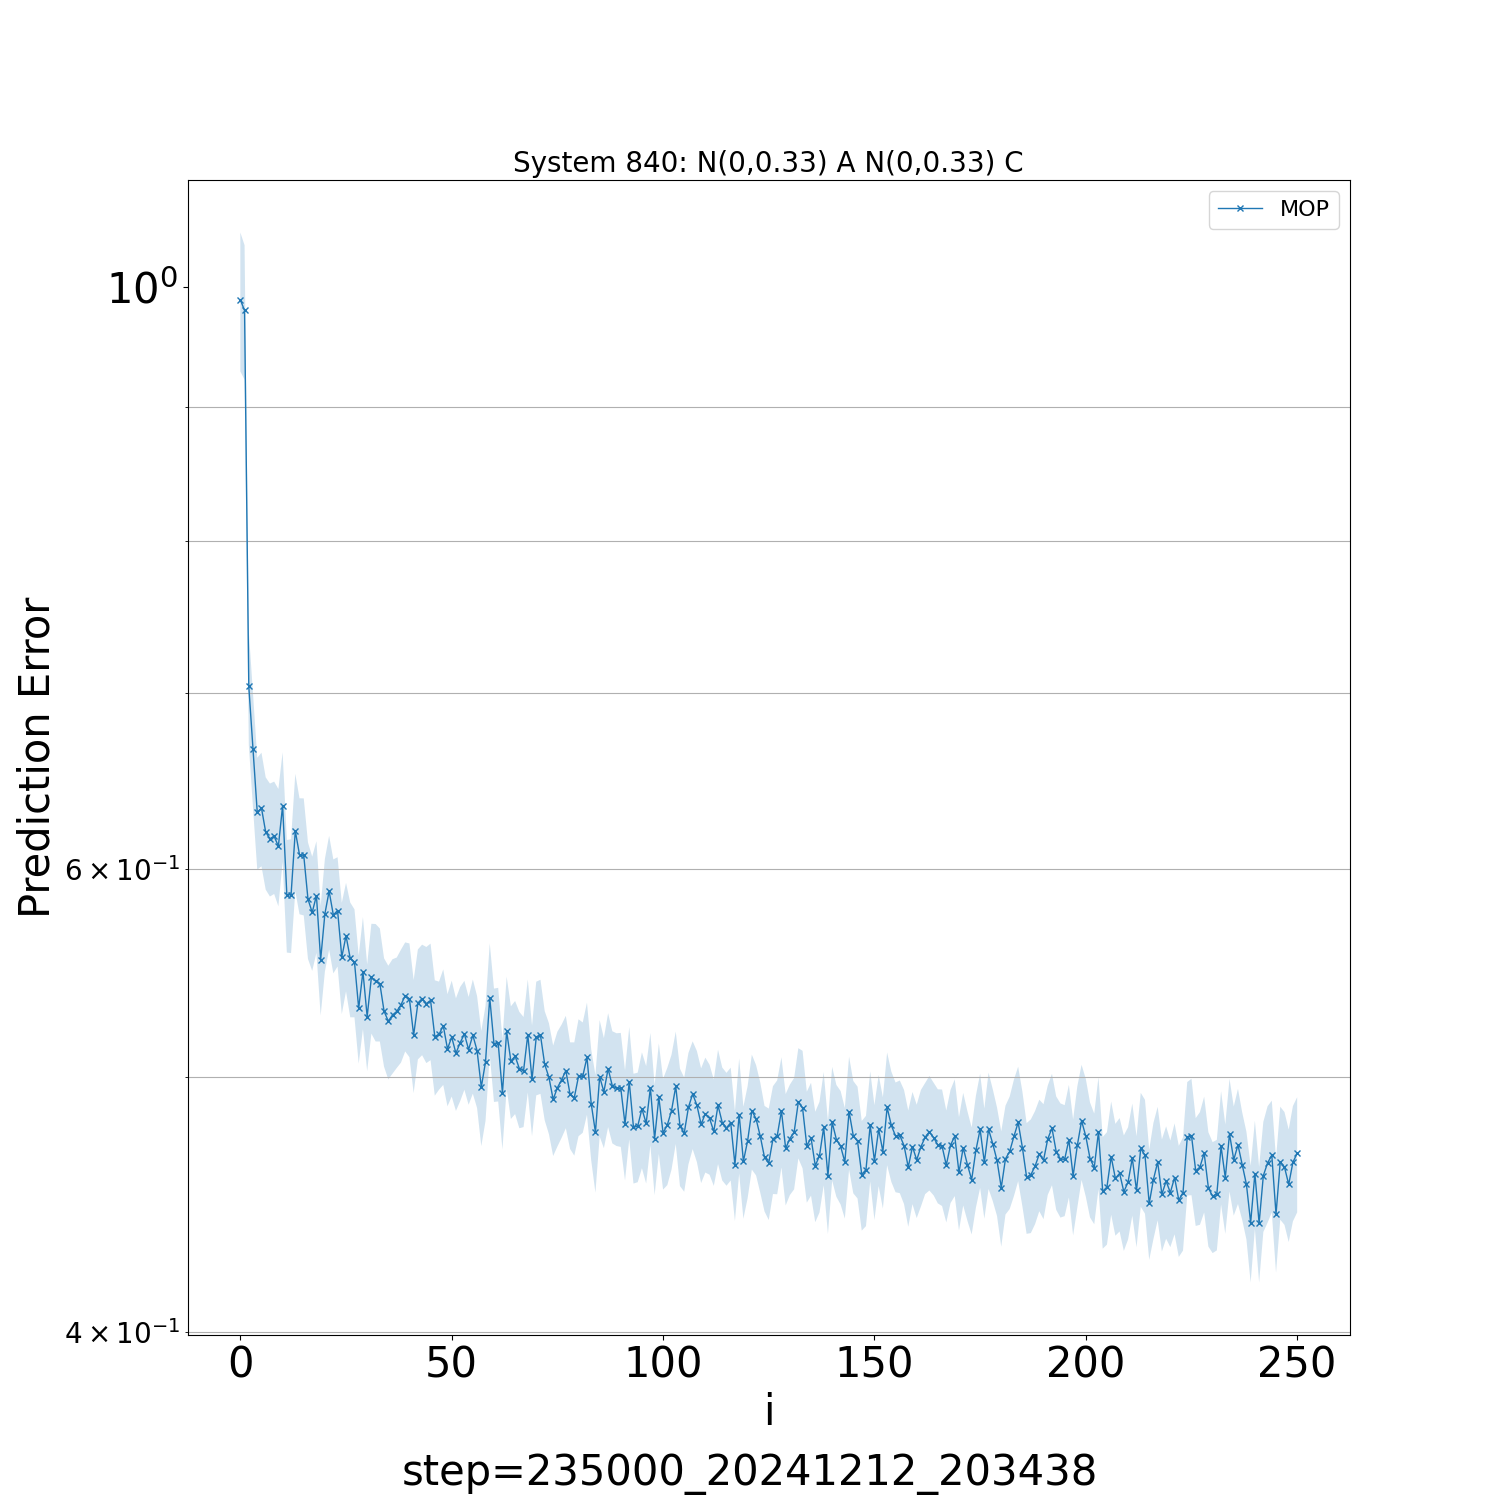 System 840: N(0,0.33) A N(0,0.33) C
MOP
10⁰
6 × 10⁻¹
4 × 10⁻¹
Prediction Error
0 50 100 150 200 250
i
step=235000_20241212_203438